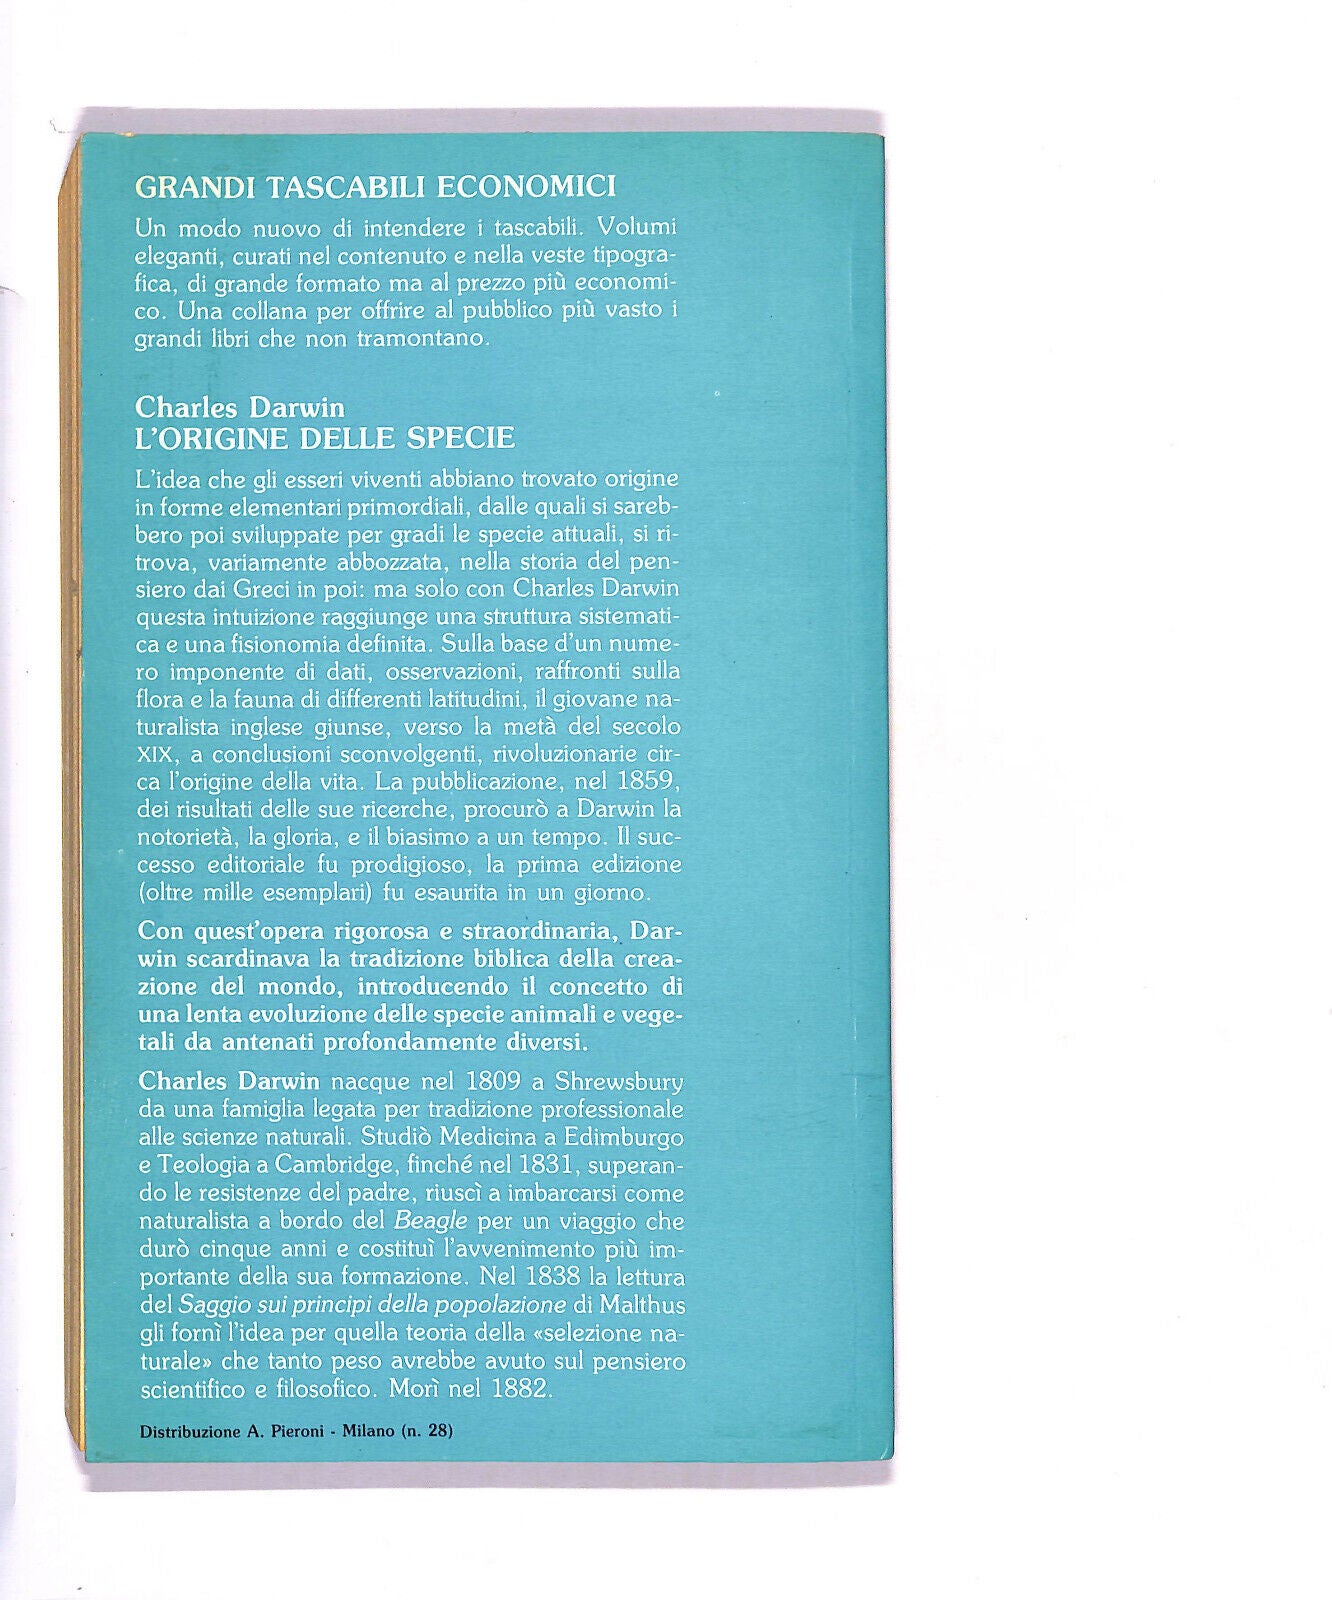 GRANDI TASCABILI ECONOMICI
Un modo nuovo di intendere i tascabili. Volumi
eleganti, curati nel contenuto e nella veste tipogra-
fica, di grande formato ma al prezzo più economi-
co. Una collana per offrire al pubblico più vasto i
grandi libri che non tramontano.
Charles Darwin
L'ORIGINE DELLE SPECIE
L'idea che gli esseri viventi abbiano trovato origine
in forme elementari primordiali, dalle quali si sareb-
bero poi sviluppate per gradi le specie attuali, si ri-
trova, variamente abbozzata, nella storia del pen-
siero dai Greci in poi: ma solo con Charles Darwin
questa intuizione raggiunge una struttura sistemati-
ca e una fisionomia definita. Sulla base d'un nume-
ro imponente di dati, osservazioni, raffronti sulla
flora e la fauna di differenti latitudini, il giovane na-
turalista inglese giunse, verso la metà del secolo
XIX, a conclusioni sconvolgenti, rivoluzionarie cir-
ca l'origine della vita. La pubblicazione, nel 1859,
dei risultati delle sue ricerche, procurò a Darwin la
notorietà, la gloria, e il biasimo a un tempo. Il suc-
cesso editoriale fu prodigioso, la prima edizione
(oltre mille esemplari) fu esaurita in un giorno.
Con quest'opera rigorosa e straordinaria, Dar-
win scardinava la tradizione biblica della crea-
zione del mondo, introducendo il concetto di
una lenta evoluzione delle specie animali e vege-
tali da antenati profondamente diversi.
Charles Darwin nacque nel 1809 a Shrewsbury
da una famiglia legata per tradizione professionale
alle scienze naturali. Studiò Medicina a Edimburgo
e Teologia a Cambridge, finché nel 1831, superan-
do le resistenze del padre, riuscì a imbarcarsi come
naturalista a bordo del Beagle per un viaggio che
durò cinque anni e costituì l'avvenimento più im-
portante della sua formazione. Nel 1838 la lettura
del Saggio sui principi della popolazione di Malthus
gli fornì l'idea per quella teoria della «selezione na-
turale» che tanto peso avrebbe avuto sul pensiero
scientifico e filosofico. Morì nel 1882.
Distribuzione A. Pieroni - Milano (n. 28)